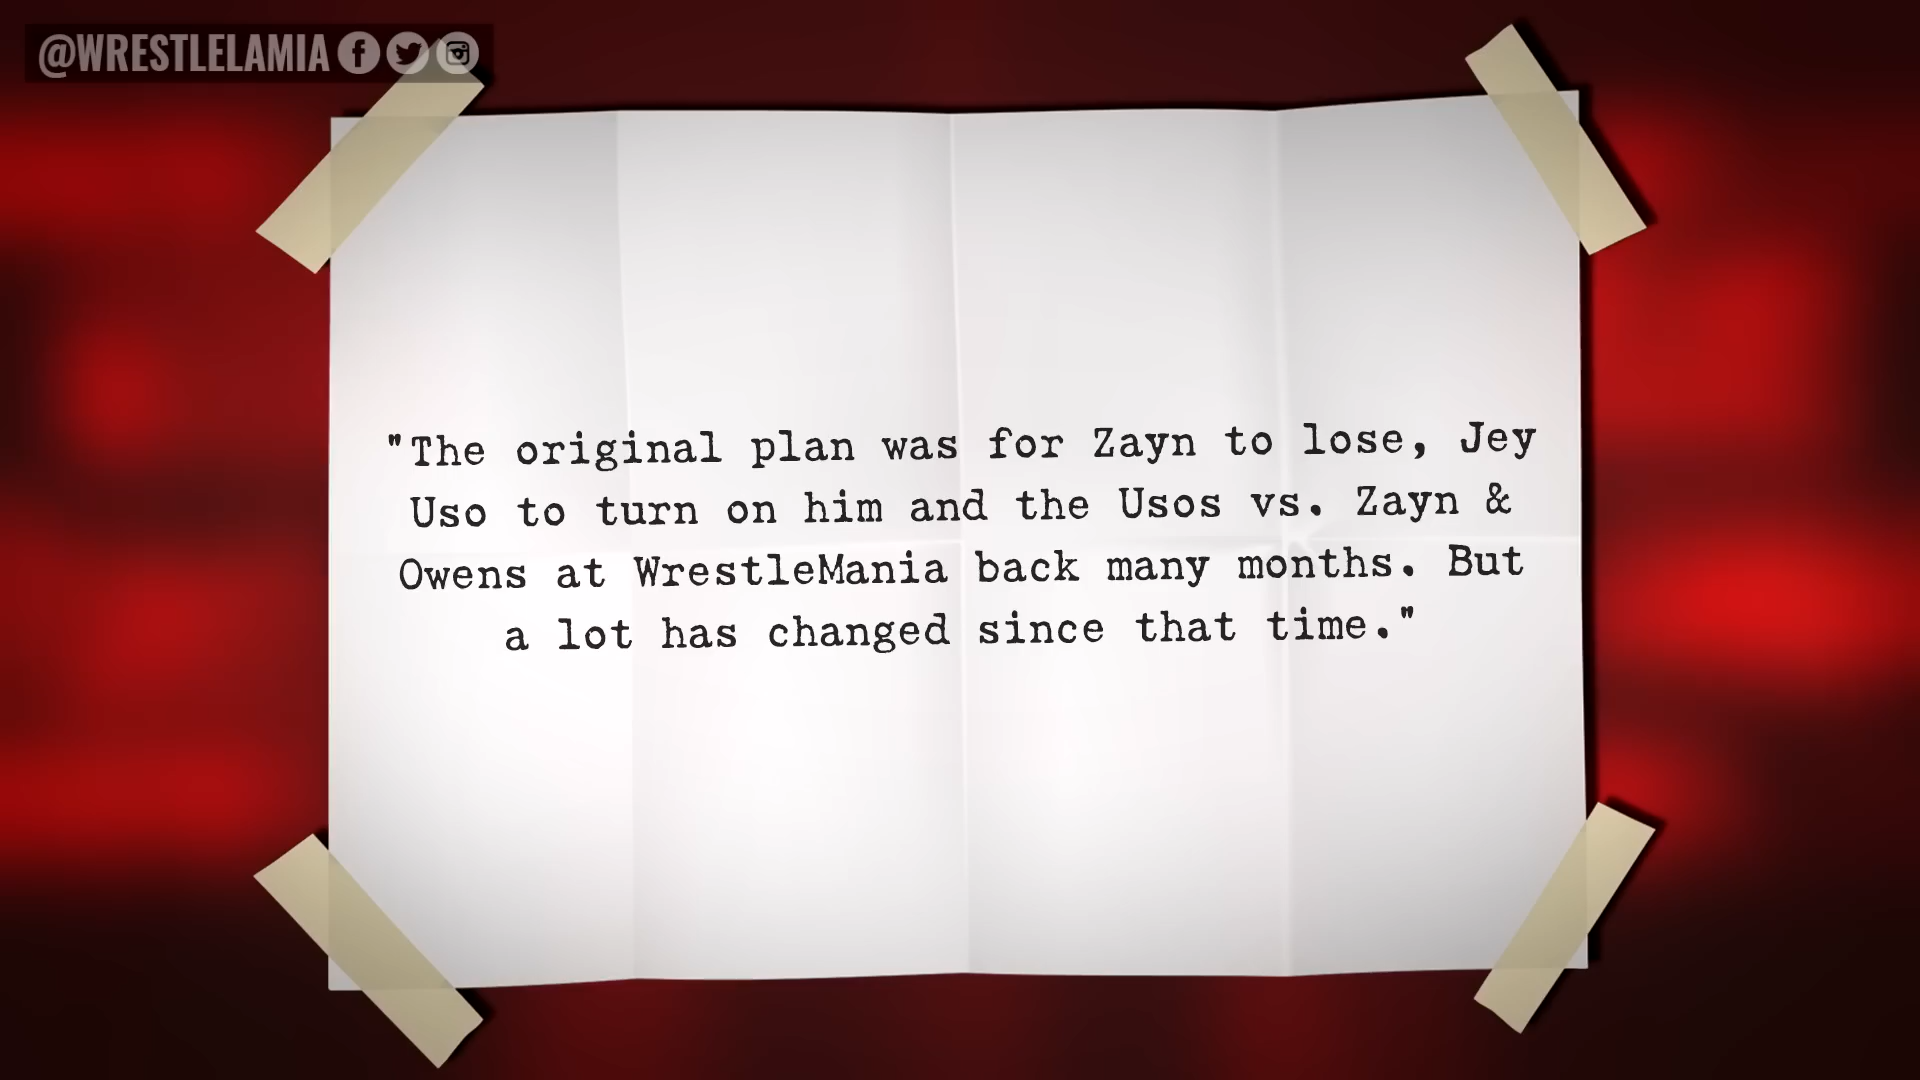 @WRESTLELAMIA
"The original plan was for Zayn to lose, Jey
Uso to turn on him and the Usos vs. Zayn &
Owens at WrestleMania back many months. But
a lot has changed since that time."